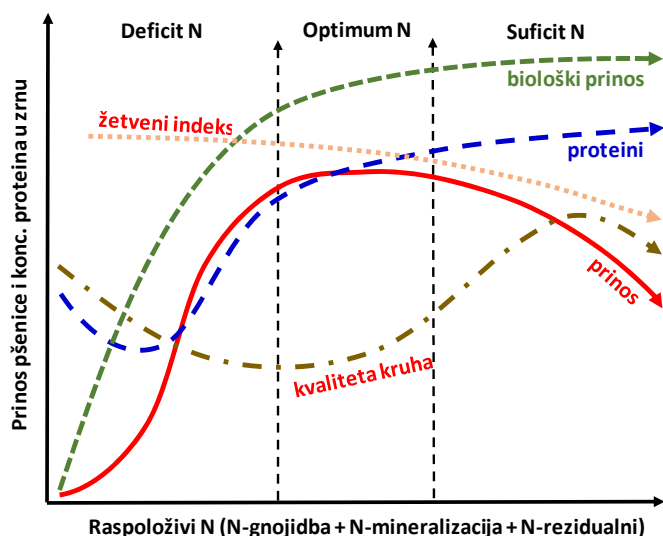 Deficit N
Optimum N
Suficit N
biološki prinos
žetveni indeks
proteini
prinos
kvaliteta kruha
Prinos pšenice i konc. proteina u zrnu
Raspoloživi N (N-gnojidba + N-mineralizacija + N-rezidualni)